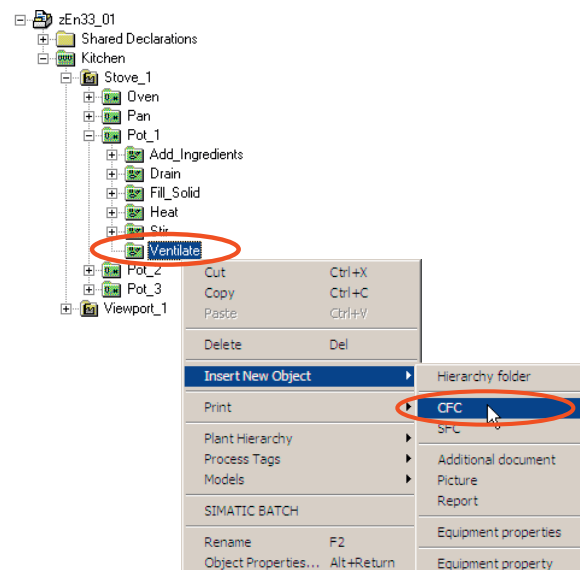 zEn33_01
Shared Declarations
Kitchen
Stove_1
Oven
Pan
Pot_1
Add_Ingredients
Drain
Fill_Solid
Heat
Stir
Ventilate
Pot_2
Pot_3
Viewport_1
Cut Ctrl+X
Copy Ctrl+C
Paste Ctrl+V
Delete Del
Insert New Object
Print
Plant Hierarchy
Process Tags
Models
SIMATIC BATCH
Rename F2
Object Properties... Alt+Return
Hierarchy folder
CFC
SFC
Additional document
Picture
Report
Equipment properties
Equipment property